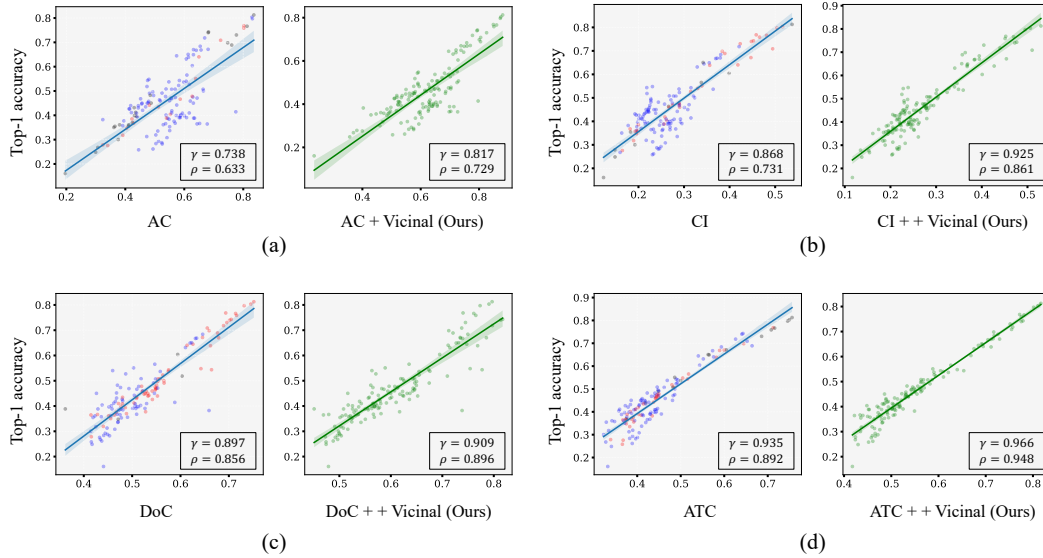 Top-1 accuracy
0.8
0.7
0.6
0.5
0.4
0.3
0.2
γ = 0.738
ρ = 0.633
0.2 0.4 0.6 0.8
AC
0.8
0.6
0.4
0.2
γ = 0.817
ρ = 0.729
0.4 0.6 0.8
AC + Vicinal (Ours)
(a)
Top-1 accuracy
0.8
0.7
0.6
0.5
0.4
0.3
0.2
γ = 0.868
ρ = 0.731
0.2 0.3 0.4 0.5
CI
0.9
0.8
0.7
0.6
0.5
0.4
0.3
0.2
γ = 0.925
ρ = 0.861
0.1 0.2 0.3 0.4 0.5
CI + + Vicinal (Ours)
(b)
Top-1 accuracy
0.8
0.7
0.6
0.5
0.4
0.3
0.2
γ = 0.897
ρ = 0.856
0.4 0.5 0.6 0.7
DoC
0.8
0.7
0.6
0.5
0.4
0.3
0.2
γ = 0.909
ρ = 0.896
0.5 0.6 0.7 0.8
DoC + + Vicinal (Ours)
(c)
Top-1 accuracy
0.9
0.8
0.7
0.6
0.5
0.4
0.3
0.2
γ = 0.935
ρ = 0.892
0.4 0.5 0.6 0.7
ATC
0.8
0.7
0.6
0.5
0.4
0.3
0.2
γ = 0.966
ρ = 0.948
0.4 0.5 0.6 0.7 0.8
ATC + + Vicinal (Ours)
(d)